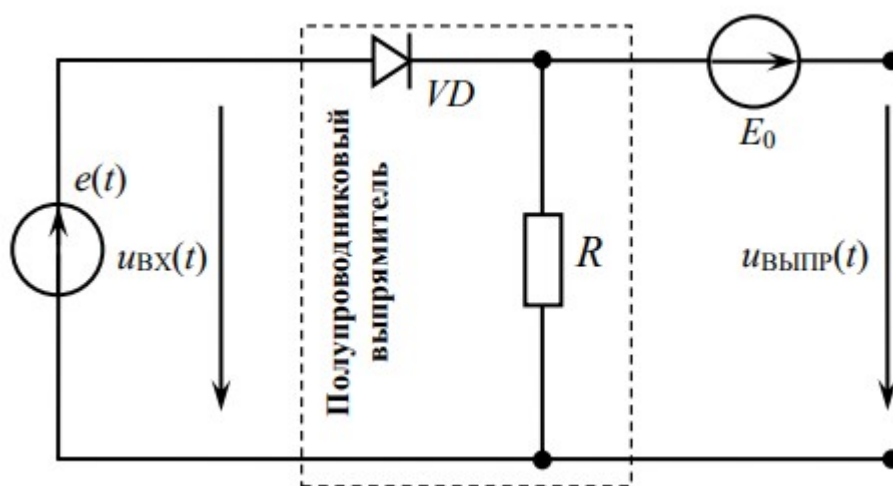 VD
E₀
e(t)
uВХ(t)
Полупроводниковый
выпрямитель
R
uВЫПР(t)